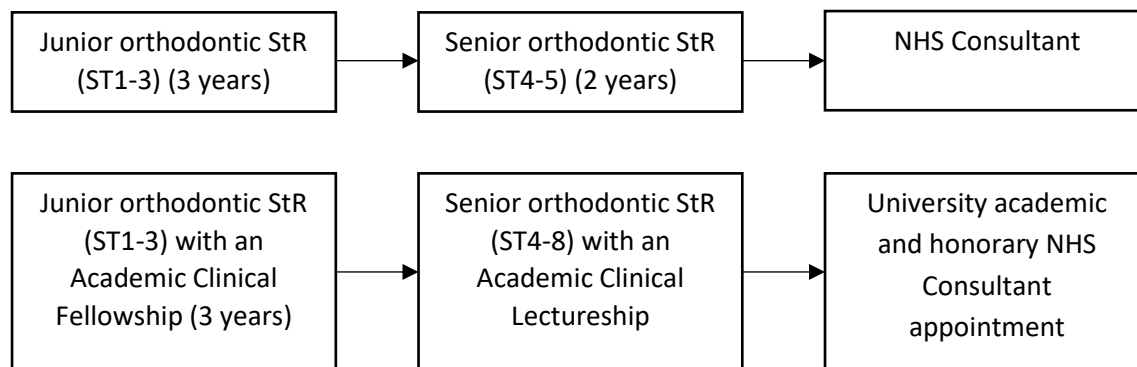 Junior orthodontic StR
(ST1-3) (3 years)
Senior orthodontic StR
(ST4-5) (2 years)
NHS Consultant
Junior orthodontic StR
(ST1-3) with an
Academic Clinical
Fellowship (3 years)
Senior orthodontic StR
(ST4-8) with an
Academic Clinical
Lectureship
University academic
and honorary NHS
Consultant
appointment